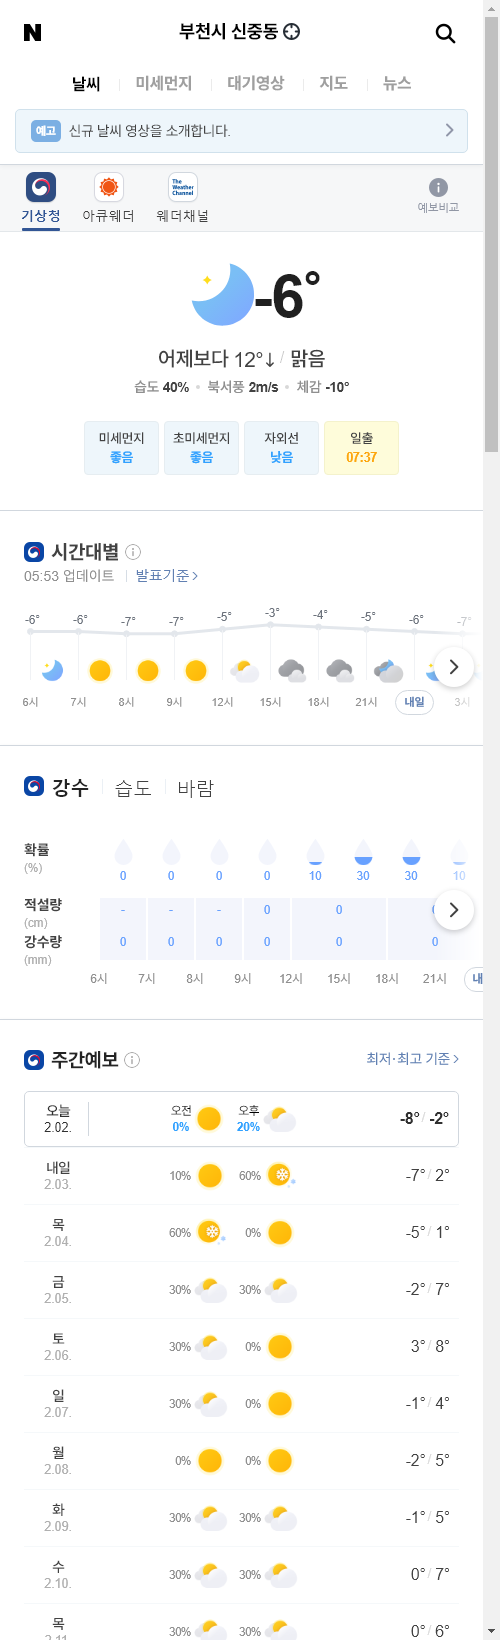 N
부천시 신중동
날씨 미세먼지 대기영상 지도 뉴스
예고 신규 날씨 영상을 소개합니다.
The Weather Channel
기상청 아큐웨더 웨더채널 예보비교
-6°
어제보다 12°↓ / 맑음
습도 40% 북서풍 2m/s 체감 -10°
미세먼지 초미세먼지 자외선 일출
좋음 좋음 낮음 07:37
시간대별
05:53 업데이트 발표기준
-6° -6° -7° -7° -5° -3° -4° -5° -6° -7°
6시 7시 8시 9시 12시 15시 18시 21시 내일 3시
강수 습도 바람
확률
(%)
0 0 0 0 10 30 30 10
적설량
(cm)
- - - 0 0
강수량
(mm)
0 0 0 0 0 0
6시 7시 8시 9시 12시 15시 18시 21시
주간예보 최저·최고 기준
오늘 2.02. 오전 0% 오후 20% -8° / -2°
내일 2.03. 10% 60% -7° / 2°
목 2.04. 60% 0% -5° / 1°
금 2.05. 30% 30% -2° / 7°
토 2.06. 30% 0% 3° / 8°
일 2.07. 30% 0% -1° / 4°
월 2.08. 0% 0% -2° / 5°
화 2.09. 30% 30% -1° / 5°
수 2.10. 30% 30% 0° / 7°
목 30% 30% 0° / 6°